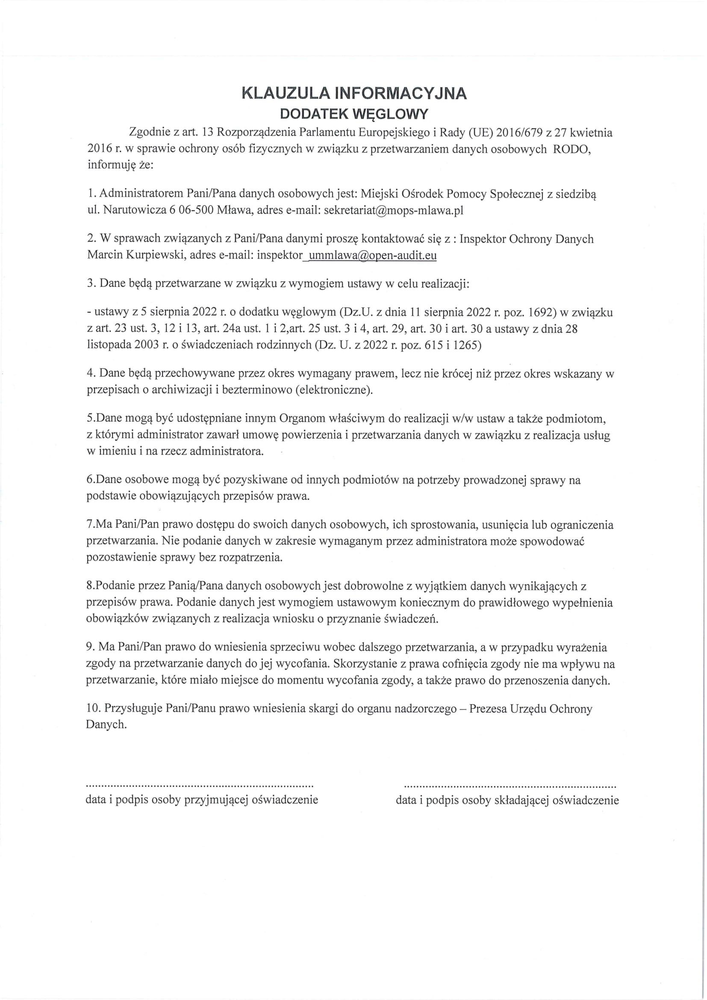 KLAUZULA INFORMACYJNA
DODATEK WĘGLOWY
Zgodnie z art. 13 Rozporządzenia Parlamentu Europejskiego i Rady (UE) 2016/679 z 27 kwietnia
2016 r. w sprawie ochrony osób fizycznych w związku z przetwarzaniem danych osobowych RODO,
informuję że:
1. Administratorem Pani/Pana danych osobowych jest: Miejski Ośrodek Pomocy Społecznej z siedzibą
ul. Narutowicza 6 06-500 Mława, adres e-mail: sekretariat@mops-mlawa.pl
2. W sprawach związanych z Pani/Pana danymi proszę kontaktować się z : Inspektor Ochrony Danych
Marcin Kurpiewski, adres e-mail: inspektor_ummlawa@open-audit.eu
3. Dane będą przetwarzane w związku z wymogiem ustawy w celu realizacji:
- ustawy z 5 sierpnia 2022 r. o dodatku węglowym (Dz.U. z dnia 11 sierpnia 2022 r. poz. 1692) w związku
z art. 23 ust. 3, 12 i 13, art. 24a ust. 1 i 2,art. 25 ust. 3 i 4, art. 29, art. 30 i art. 30 a ustawy z dnia 28
listopada 2003 r. o świadczeniach rodzinnych (Dz. U. z 2022 r. poz. 615 i 1265)
4. Dane będą przechowywane przez okres wymagany prawem, lecz nie krócej niż przez okres wskazany w
przepisach o archiwizacji i bezterminowo (elektroniczne).
5.Dane mogą być udostępniane innym Organom właściwym do realizacji w/w ustaw a także podmiotom,
z którymi administrator zawarł umowę powierzenia i przetwarzania danych w zawiązku z realizacja usług
w imieniu i na rzecz administratora.
6.Dane osobowe mogą być pozyskiwane od innych podmiotów na potrzeby prowadzonej sprawy na
podstawie obowiązujących przepisów prawa.
7.Ma Pani/Pan prawo dostępu do swoich danych osobowych, ich sprostowania, usunięcia lub ograniczenia
przetwarzania. Nie podanie danych w zakresie wymaganym przez administratora może spowodować
pozostawienie sprawy bez rozpatrzenia.
8.Podanie przez Panią/Pana danych osobowych jest dobrowolne z wyjątkiem danych wynikających z
przepisów prawa. Podanie danych jest wymogiem ustawowym koniecznym do prawidłowego wypełnienia
obowiązków związanych z realizacja wniosku o przyznanie świadczeń.
9. Ma Pani/Pan prawo do wniesienia sprzeciwu wobec dalszego przetwarzania, a w przypadku wyrażenia
zgody na przetwarzanie danych do jej wycofania. Skorzystanie z prawa cofnięcia zgody nie ma wpływu na
przetwarzanie, które miało miejsce do momentu wycofania zgody, a także prawo do przenoszenia danych.
10. Przysługuje Pani/Panu prawo wniesienia skargi do organu nadzorczego – Prezesa Urzędu Ochrony
Danych.
........................................................................... ......................................................................
data i podpis osoby przyjmującej oświadczenie data i podpis osoby składającej oświadczenie